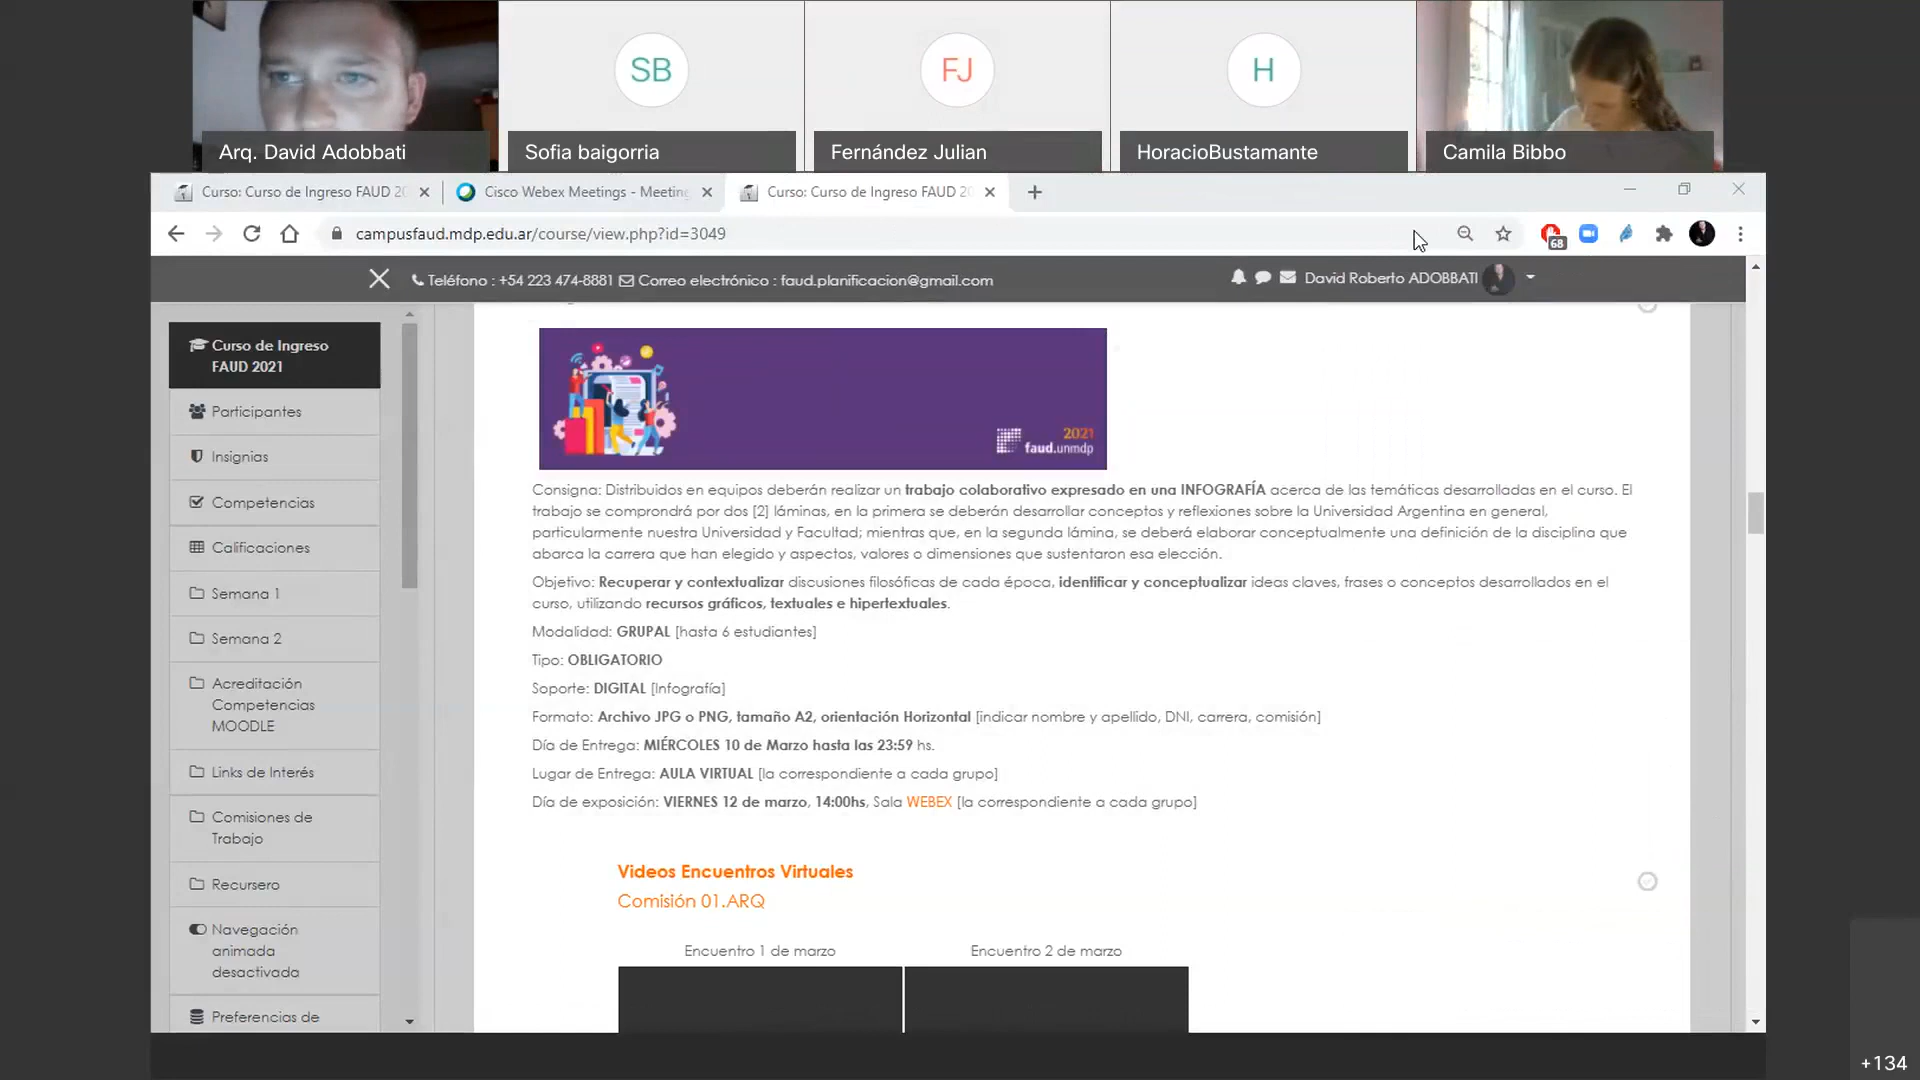 SB
FJ
H
Arq. David Adobbati
Sofia baigorria
Fernández Julian
HoracioBustamante
Camila Bibbo
Curso: Curso de Ingreso FAUD 20
Cisco Webex Meetings - Meeting
Curso: Curso de Ingreso FAUD 20
campusfaud.mdp.edu.ar/course/view.php?id=3049
68
Teléfono : +54 223 474-8881 Correo electrónico : faud.planificacion@gmail.com
David Roberto ADOBBATI
Curso de Ingreso
FAUD 2021
Participantes
Insignias
Competencias
Calificaciones
Semana 1
Semana 2
Acreditación
Competencias
MOODLE
Links de Interés
Comisiones de
Trabajo
Recursero
Navegación
animada
desactivada
Preferencias de
2021
faud.unmdp
Consigna: Distribuidos en equipos deberán realizar un trabajo colaborativo expresado en una INFOGRAFÍA acerca de las temáticas desarrolladas en el curso. El
trabajo se comprondrá por dos [2] láminas, en la primera se deberán desarrollar conceptos y reflexiones sobre la Universidad Argentina en general,
particularmente nuestra Universidad y Facultad; mientras que, en la segunda lámina, se deberá elaborar conceptualmente una definición de la disciplina que
abarca la carrera que han elegido y aspectos, valores o dimensiones que sustentaron esa elección.
Objetivo: Recuperar y contextualizar discusiones filosóficas de cada época, identificar y conceptualizar ideas claves, frases o conceptos desarrollados en el
curso, utilizando recursos gráficos, textuales e hipertextuales.
Modalidad: GRUPAL [hasta 6 estudiantes]
Tipo: OBLIGATORIO
Soporte: DIGITAL [Infografía]
Formato: Archivo JPG o PNG, tamaño A2, orientación Horizontal [indicar nombre y apellido, DNI, carrera, comisión]
Día de Entrega: MIÉRCOLES 10 de Marzo hasta las 23:59 hs.
Lugar de Entrega: AULA VIRTUAL [la correspondiente a cada grupo]
Día de exposición: VIERNES 12 de marzo, 14:00hs, Sala WEBEX [la correspondiente a cada grupo]
Videos Encuentros Virtuales
Comisión 01.ARQ
Encuentro 1 de marzo
Encuentro 2 de marzo
+134